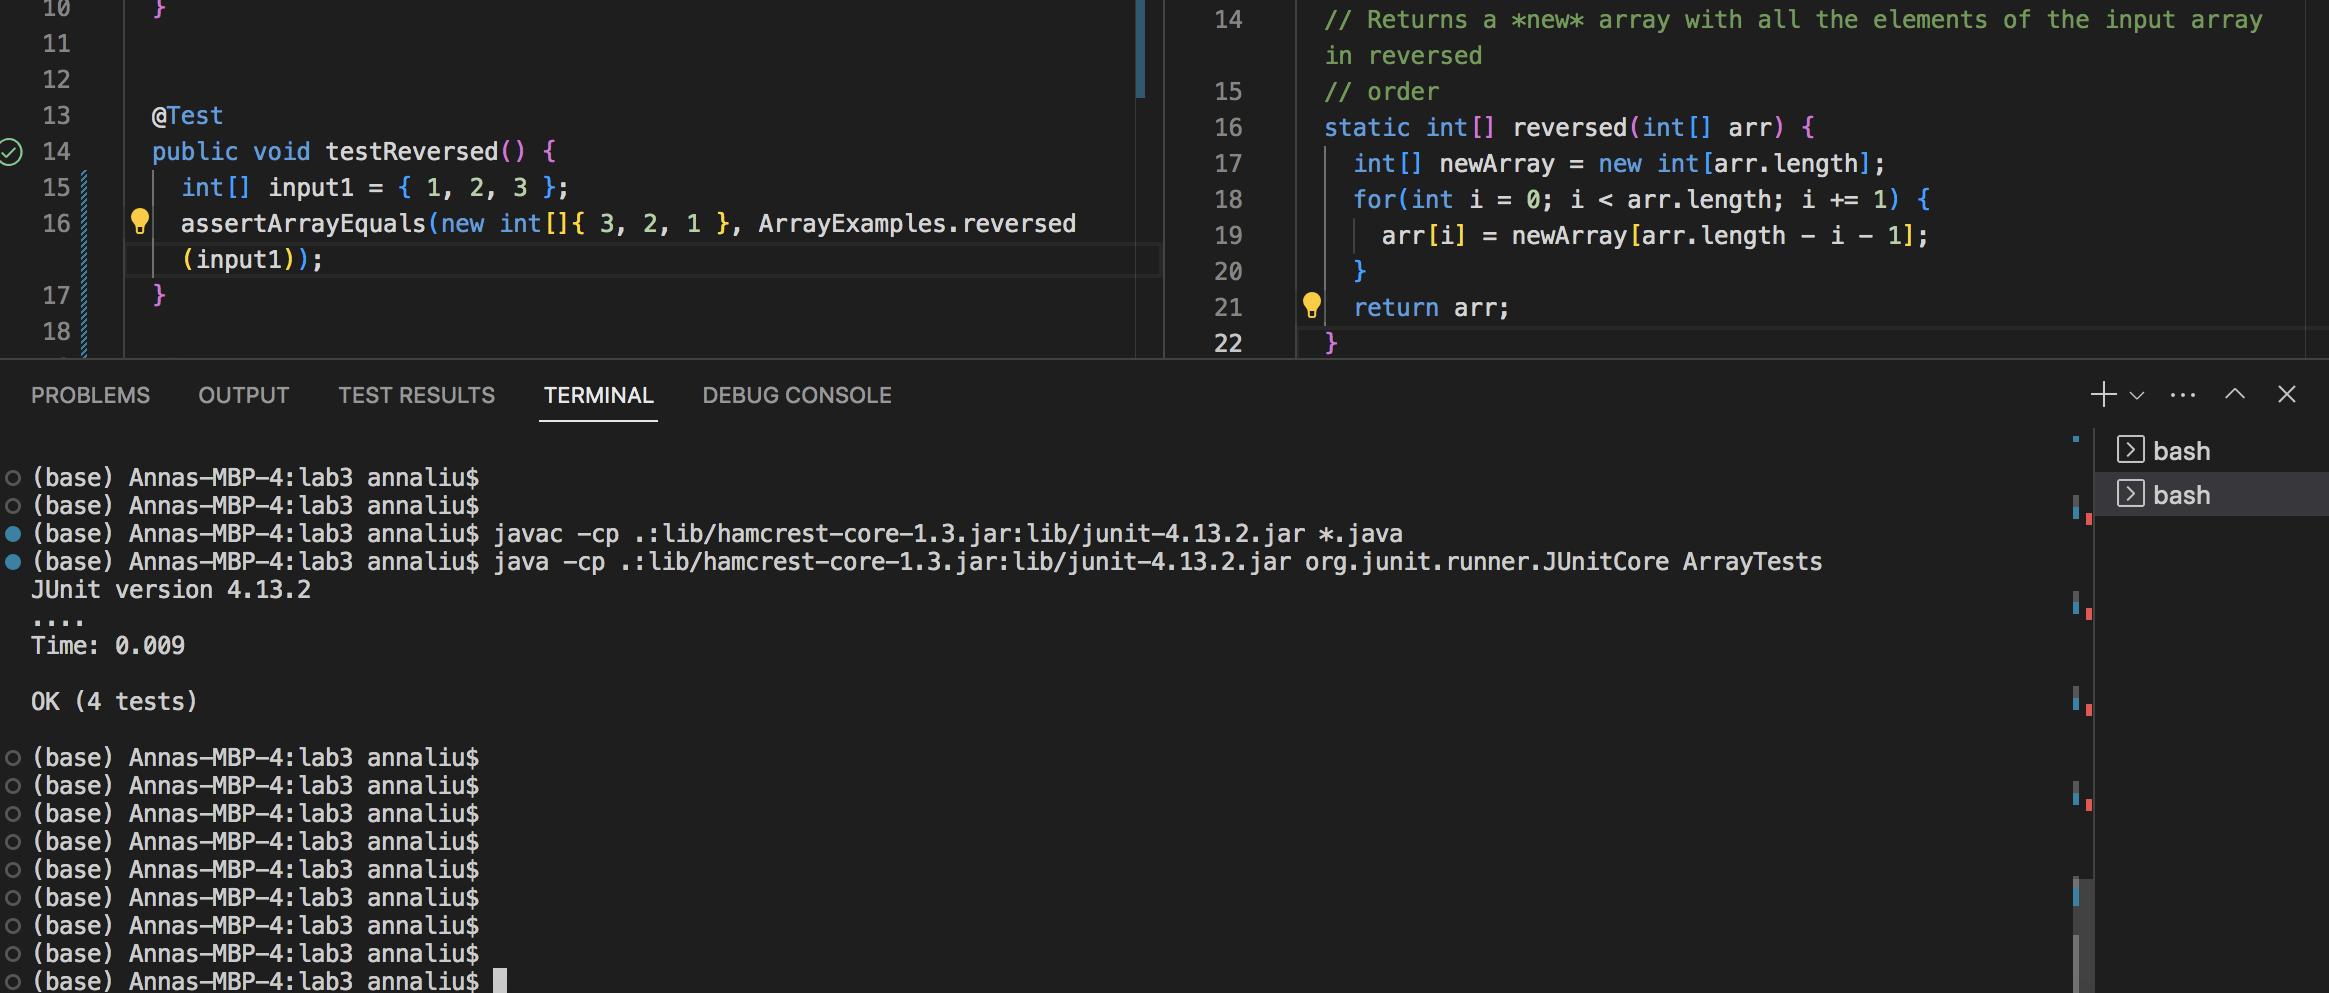 10 }
11
12
13 @Test
14 public void testReversed() {
15 int[] input1 = { 1, 2, 3 };
16 assertArrayEquals(new int[]{ 3, 2, 1 }, ArrayExamples.reversed
(input1));
17 }
18
14 // Returns a *new* array with all the elements of the input array
in reversed
15 // order
16 static int[] reversed(int[] arr) {
17 int[] newArray = new int[arr.length];
18 for(int i = 0; i < arr.length; i += 1) {
19 arr[i] = newArray[arr.length - i - 1];
20 }
21 return arr;
22 }
PROBLEMS OUTPUT TEST RESULTS TERMINAL DEBUG CONSOLE
(base) Annas-MBP-4:lab3 annaliu$
(base) Annas-MBP-4:lab3 annaliu$
(base) Annas-MBP-4:lab3 annaliu$ javac -cp .:lib/hamcrest-core-1.3.jar:lib/junit-4.13.2.jar *.java
(base) Annas-MBP-4:lab3 annaliu$ java -cp .:lib/hamcrest-core-1.3.jar:lib/junit-4.13.2.jar org.junit.runner.JUnitCore ArrayTests
JUnit version 4.13.2
....
Time: 0.009
OK (4 tests)
(base) Annas-MBP-4:lab3 annaliu$
(base) Annas-MBP-4:lab3 annaliu$
(base) Annas-MBP-4:lab3 annaliu$
(base) Annas-MBP-4:lab3 annaliu$
(base) Annas-MBP-4:lab3 annaliu$
(base) Annas-MBP-4:lab3 annaliu$
(base) Annas-MBP-4:lab3 annaliu$
(base) Annas-MBP-4:lab3 annaliu$
(base) Annas-MBP-4:lab3 annaliu$
bash
bash